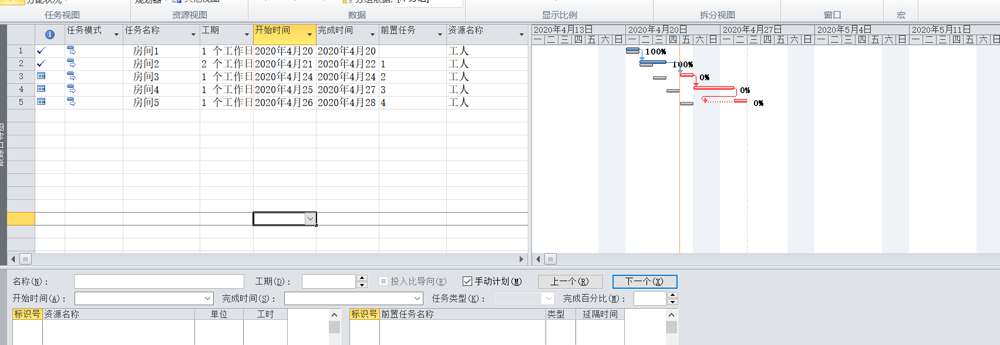 任务视图 资源视图 数据 显示比例 拆分视图 窗口 宏
任务模式 任务名称 工期 开始时间 完成时间 前置任务 资源名称
1 房间1 1 个工作日 2020年4月20 2020年4月20 工人
2 房间2 2 个工作日 2020年4月21 2020年4月22 1 工人
3 房间3 1 个工作日 2020年4月24 2020年4月24 2 工人
4 房间4 1 个工作日 2020年4月25 2020年4月27 3 工人
5 房间5 1 个工作日 2020年4月26 2020年4月28 4 工人
2020年4月13日 2020年4月20日 2020年4月27日 2020年5月4日 2020年5月11日
一 二 三 四 五 六 日 一 二 三 四 五 六 日 一 二 三 四 五 六 日 一 二 三 四 五 六 日 一 二 三 四 五 六 日
100%
100%
0%
0%
0%
名称(N)： 工期(D)： 投入比导向(E) 手动计划(M) 上一个(R) 下一个(X)
开始时间(A)： 完成时间(S)： 任务类型(K)： 完成百分比(M)：
标识号 资源名称 单位 工时 标识号 前置任务名称 类型 延隔时间